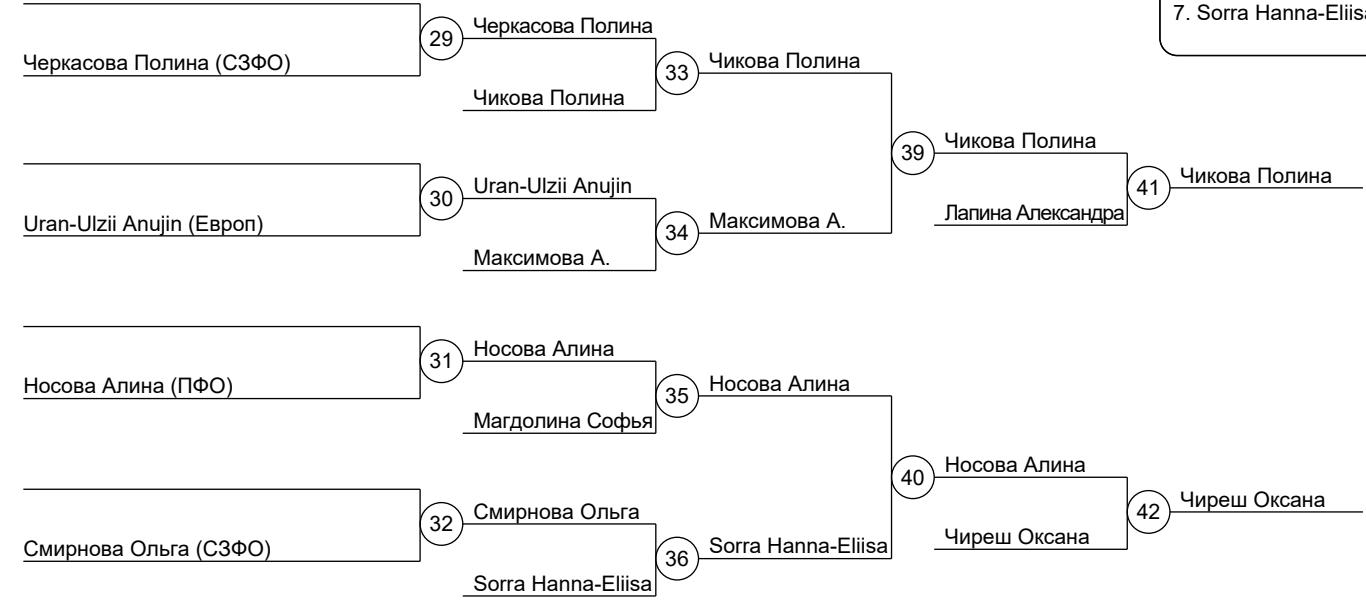 7. Sorra Hanna-Eliisa
Черкасова Полина
29
Черкасова Полина (СЗФО)
Чикова Полина
33
Чикова Полина
Чикова Полина
39
Чикова Полина
41
Uran-Ulzii Anujin
30
Лапина Александра
Uran-Ulzii Anujin (Европ)
Максимова А.
34
Максимова А.
Носова Алина
31
Носова Алина
Носова Алина (ПФО)
35
Магдолина Софья
Носова Алина
40
Смирнова Ольга
Чиреш Оксана
32
42
Чиреш Оксана
Смирнова Ольга (СЗФО)
Sorra Hanna-Eliisa
36
Sorra Hanna-Eliisa